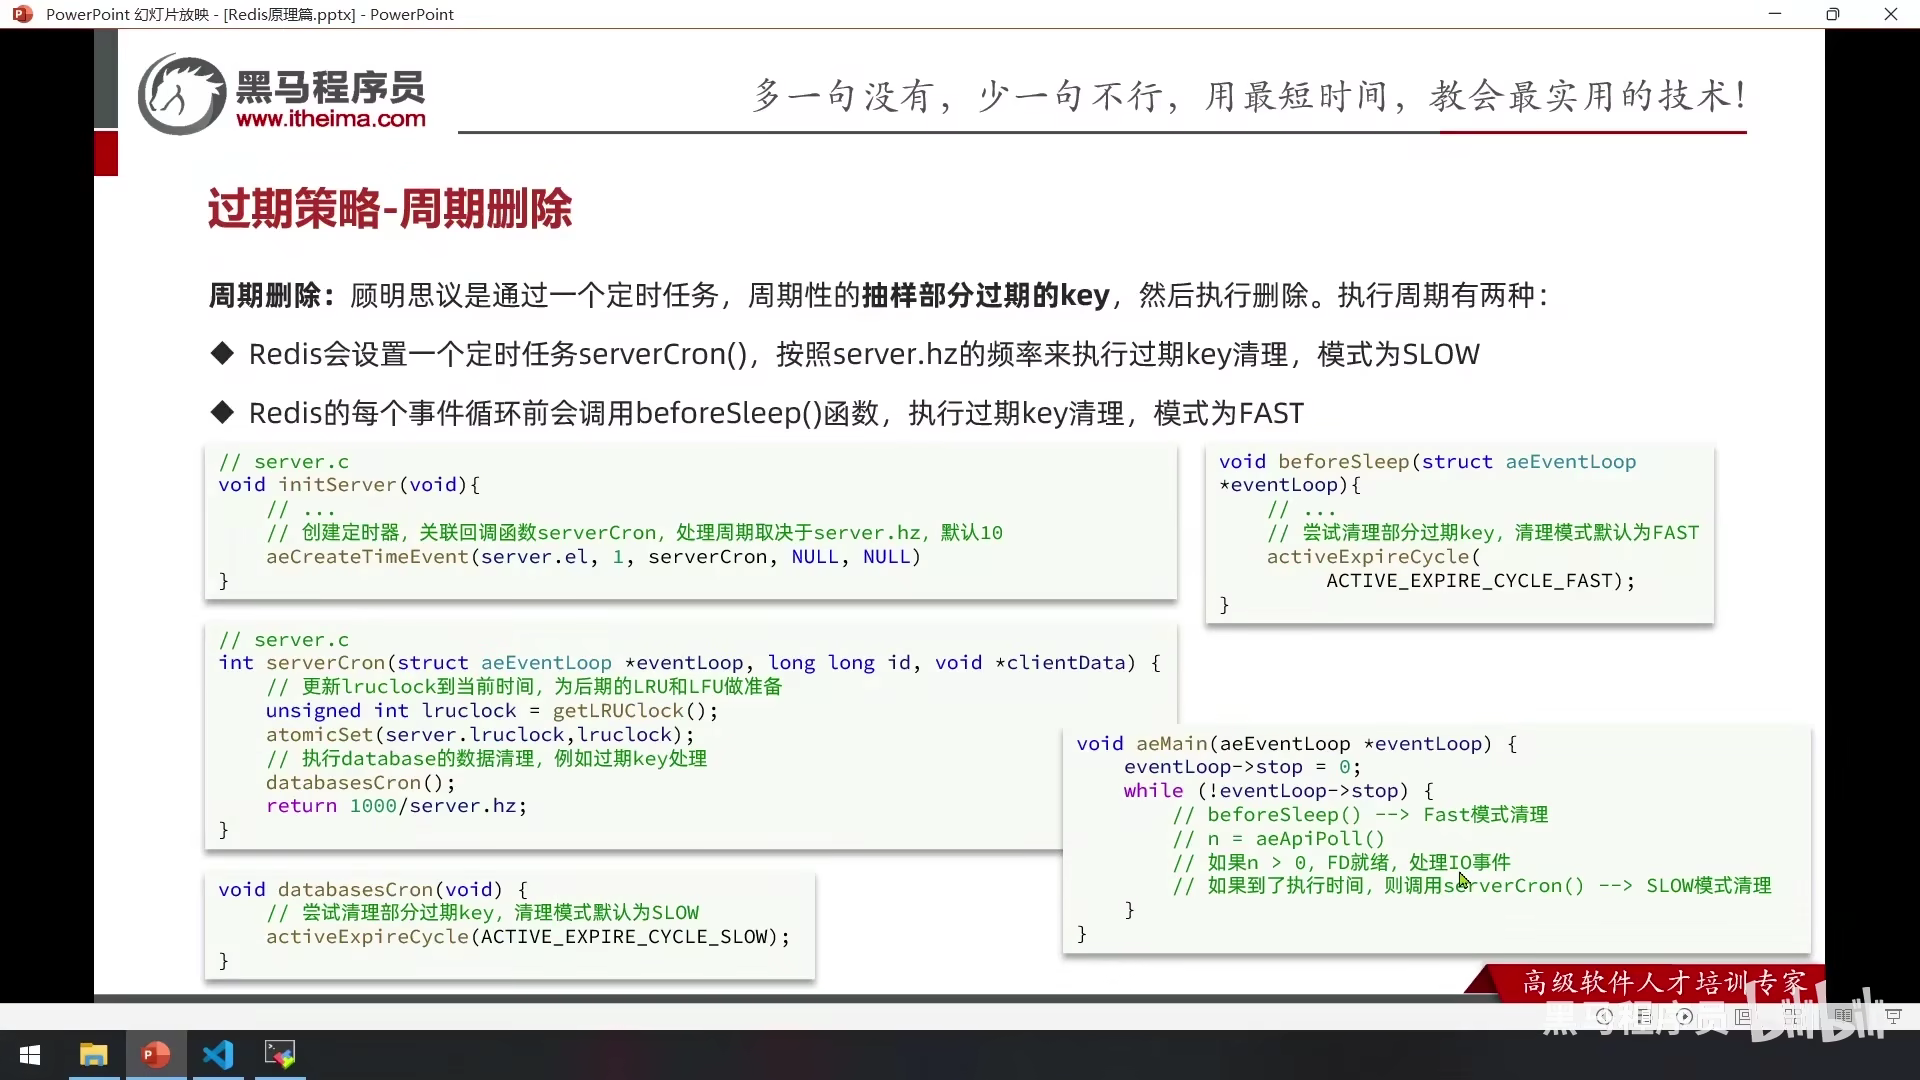 PowerPoint 幻灯片放映 - [Redis原理篇.pptx] - PowerPoint
黑马程序员
www.itheima.com
多一句没有，少一句不行，用最短时间，教会最实用的技术！
过期策略-周期删除
周期删除：顾明思议是通过一个定时任务，周期性的抽样部分过期的key，然后执行删除。执行周期有两种：
◆ Redis会设置一个定时任务serverCron()，按照server.hz的频率来执行过期key清理，模式为SLOW
◆ Redis的每个事件循环前会调用beforeSleep()函数，执行过期key清理，模式为FAST
// server.c
void initServer(void){
    // ...
    // 创建定时器，关联回调函数serverCron，处理周期取决于server.hz，默认10
    aeCreateTimeEvent(server.el, 1, serverCron, NULL, NULL)
}
void beforeSleep(struct aeEventLoop
*eventLoop){
    // ...
    // 尝试清理部分过期key，清理模式默认为FAST
    activeExpireCycle(
         ACTIVE_EXPIRE_CYCLE_FAST);
}
// server.c
int serverCron(struct aeEventLoop *eventLoop, long long id, void *clientData) {
    // 更新lruclock到当前时间，为后期的LRU和LFU做准备
    unsigned int lruclock = getLRUClock();
    atomicSet(server.lruclock,lruclock);
    // 执行database的数据清理，例如过期key处理
    databasesCron();
    return 1000/server.hz;
}
void aeMain(aeEventLoop *eventLoop) {
    eventLoop->stop = 0;
    while (!eventLoop->stop) {
        // beforeSleep() --> Fast模式清理
        // n = aeApiPoll()
        // 如果n > 0，FD就绪，处理IO事件
        // 如果到了执行时间，则调用serverCron() --> SLOW模式清理
    }
}
void databasesCron(void) {
    // 尝试清理部分过期key，清理模式默认为SLOW
    activeExpireCycle(ACTIVE_EXPIRE_CYCLE_SLOW);
}
高级软件人才培训专家
黑马程序员 bilibili